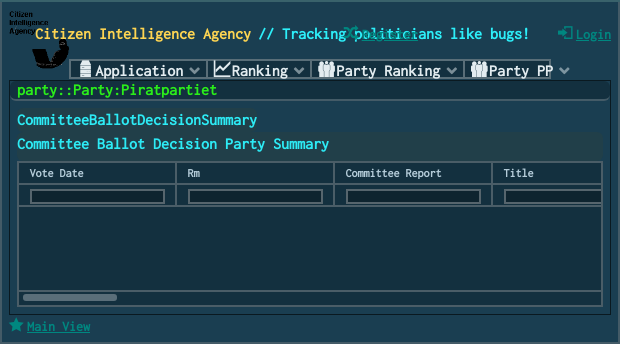 Citizen
Intelligence
Agency
Citizen Intelligence Agency // Tracking politicians like bugs!
Register
Login
Application
Ranking
Party Ranking
Party PP
party::Party:Piratpartiet
CommitteeBallotDecisionSummary
Committee Ballot Decision Party Summary
Vote Date
Rm
Committee Report
Title
Main View